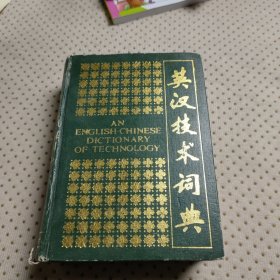 英汉技术词典
AN
ENGLISH-CHINESE
DICTIONARY
OF TECHNOLOGY